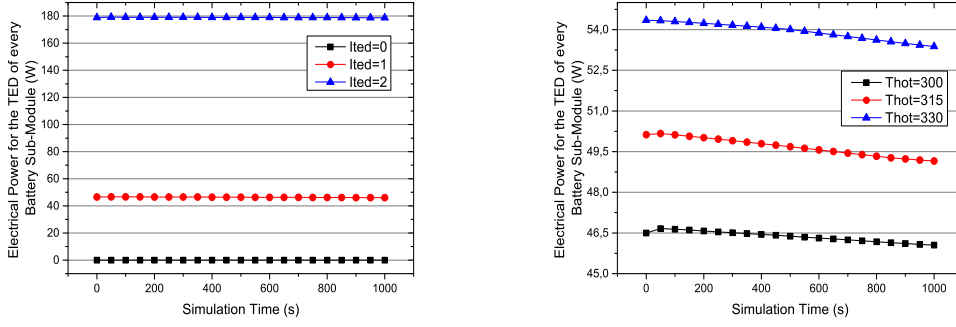 Electrical Power for the TED of every
Battery Sub-Module (W)
180
160
140
120
100
80
60
40
20
0
Ited=0
Ited=1
Ited=2
0 200 400 600 800 1000
Simulation Time (s)
Electrical Power for the TED of every
Battery Sub-Module (W)
54,0
52,5
51,0
49,5
48,0
46,5
45,0
Thot=300
Thot=315
Thot=330
0 200 400 600 800 1000
Simulation Time (s)